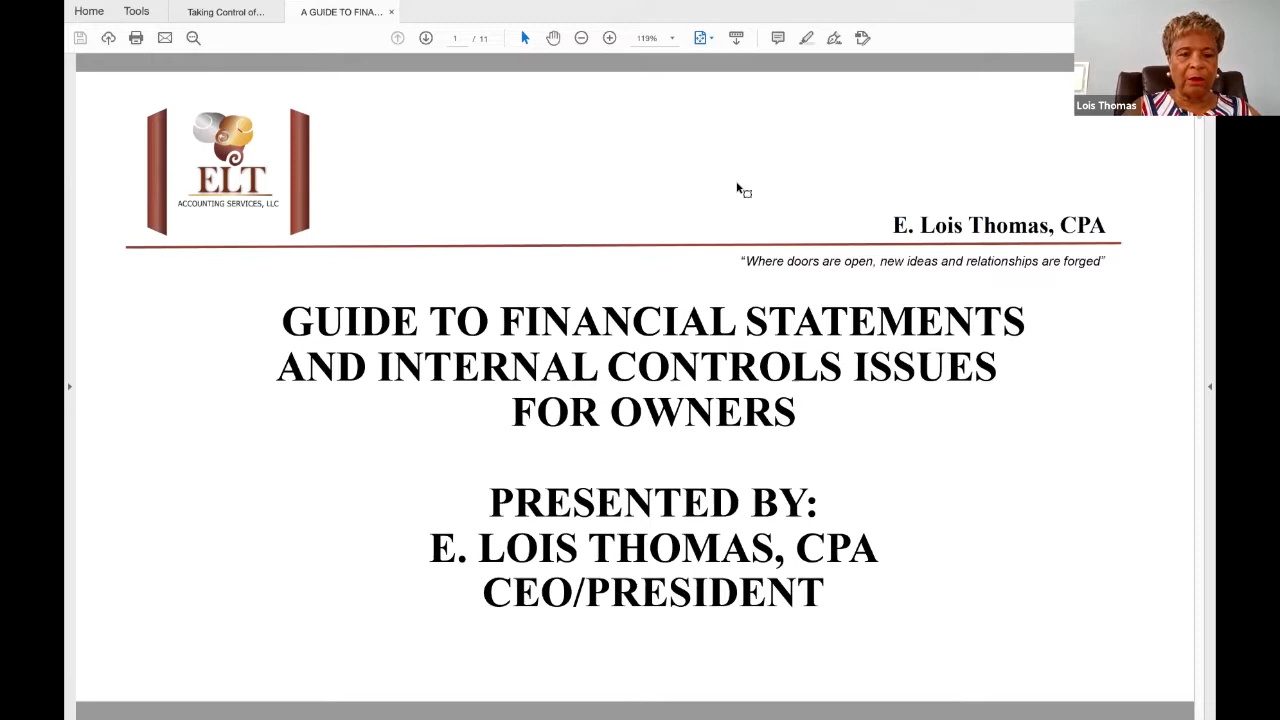 Home
Tools
Taking Control of...
A GUIDE TO FINA...
×
1
/ 11
119%
Lois Thomas
ELT
ACCOUNTING SERVICES, LLC
E. Lois Thomas, CPA
"Where doors are open, new ideas and relationships are forged"
GUIDE TO FINANCIAL STATEMENTS
AND INTERNAL CONTROLS ISSUES
FOR OWNERS
PRESENTED BY:
E. LOIS THOMAS, CPA
CEO/PRESIDENT